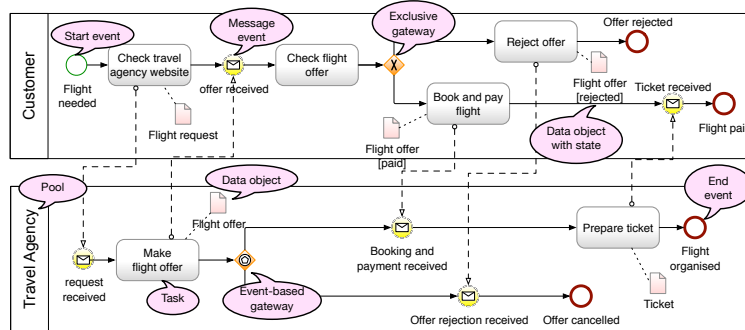 Customer
Start event
Message
event
Exclusive
gateway
Check travel
agency website
Check flight
offer
Reject offer
Offer rejected
Flight
needed
offer received
Flight request
Flight offer
[rejected]
Book and pay
flight
Ticket received
Flight offer
[paid]
Data object
with state
Flight pai
Travel Agency
Pool
Data object
End
event
Flight offer
request
received
Make
flight offer
Task
Event-based
gateway
Booking and
payment received
Prepare ticket
Flight
organised
Ticket
Offer rejection received
Offer cancelled